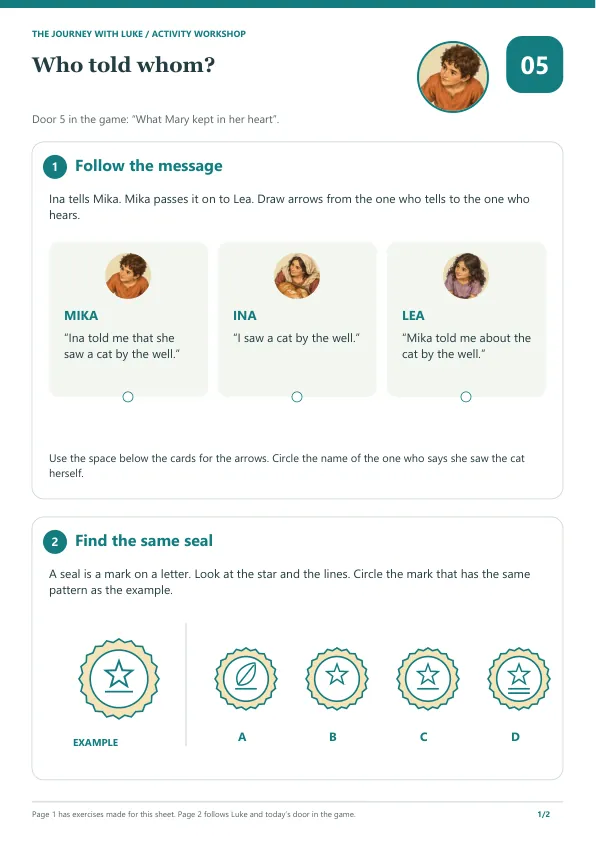 THE JOURNEY WITH LUKE / ACTIVITY WORKSHOP
Who told whom?
05
Door 5 in the game: “What Mary kept in her heart”.
1 Follow the message
Ina tells Mika. Mika passes it on to Lea. Draw arrows from the one who tells to the one who
hears.
MIKA
“Ina told me that she
saw a cat by the well.”
INA
“I saw a cat by the well.”
LEA
“Mika told me about the
cat by the well.”
Use the space below the cards for the arrows. Circle the name of the one who says she saw the cat
herself.
2 Find the same seal
A seal is a mark on a letter. Look at the star and the lines. Circle the mark that has the same
pattern as the example.
EXAMPLE
A
B
C
D
Page 1 has exercises made for this sheet. Page 2 follows Luke and today’s door in the game.
1/2